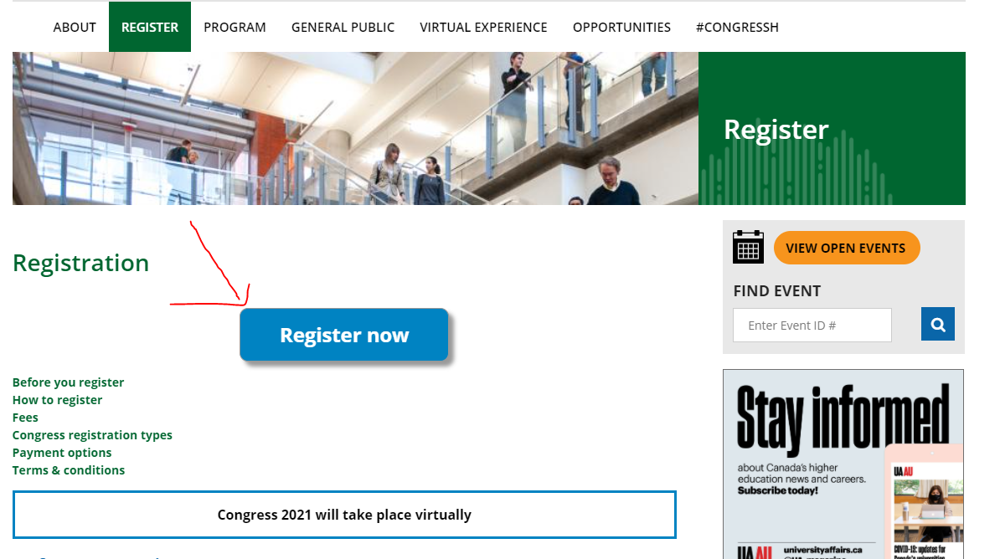 ABOUT REGISTER PROGRAM GENERAL PUBLIC VIRTUAL EXPERIENCE OPPORTUNITIES #CONGRESSH
Register
Registration
Register now
Before you register
How to register
Fees
Congress registration types
Payment options
Terms & conditions
Congress 2021 will take place virtually
VIEW OPEN EVENTS
FIND EVENT
Enter Event ID #
Stay informed
about Canada's higher
education news and careers.
Subscribe today!
UA AU
COVID-19: updates for
Canada's universities
UA AU
universityaffairs.ca